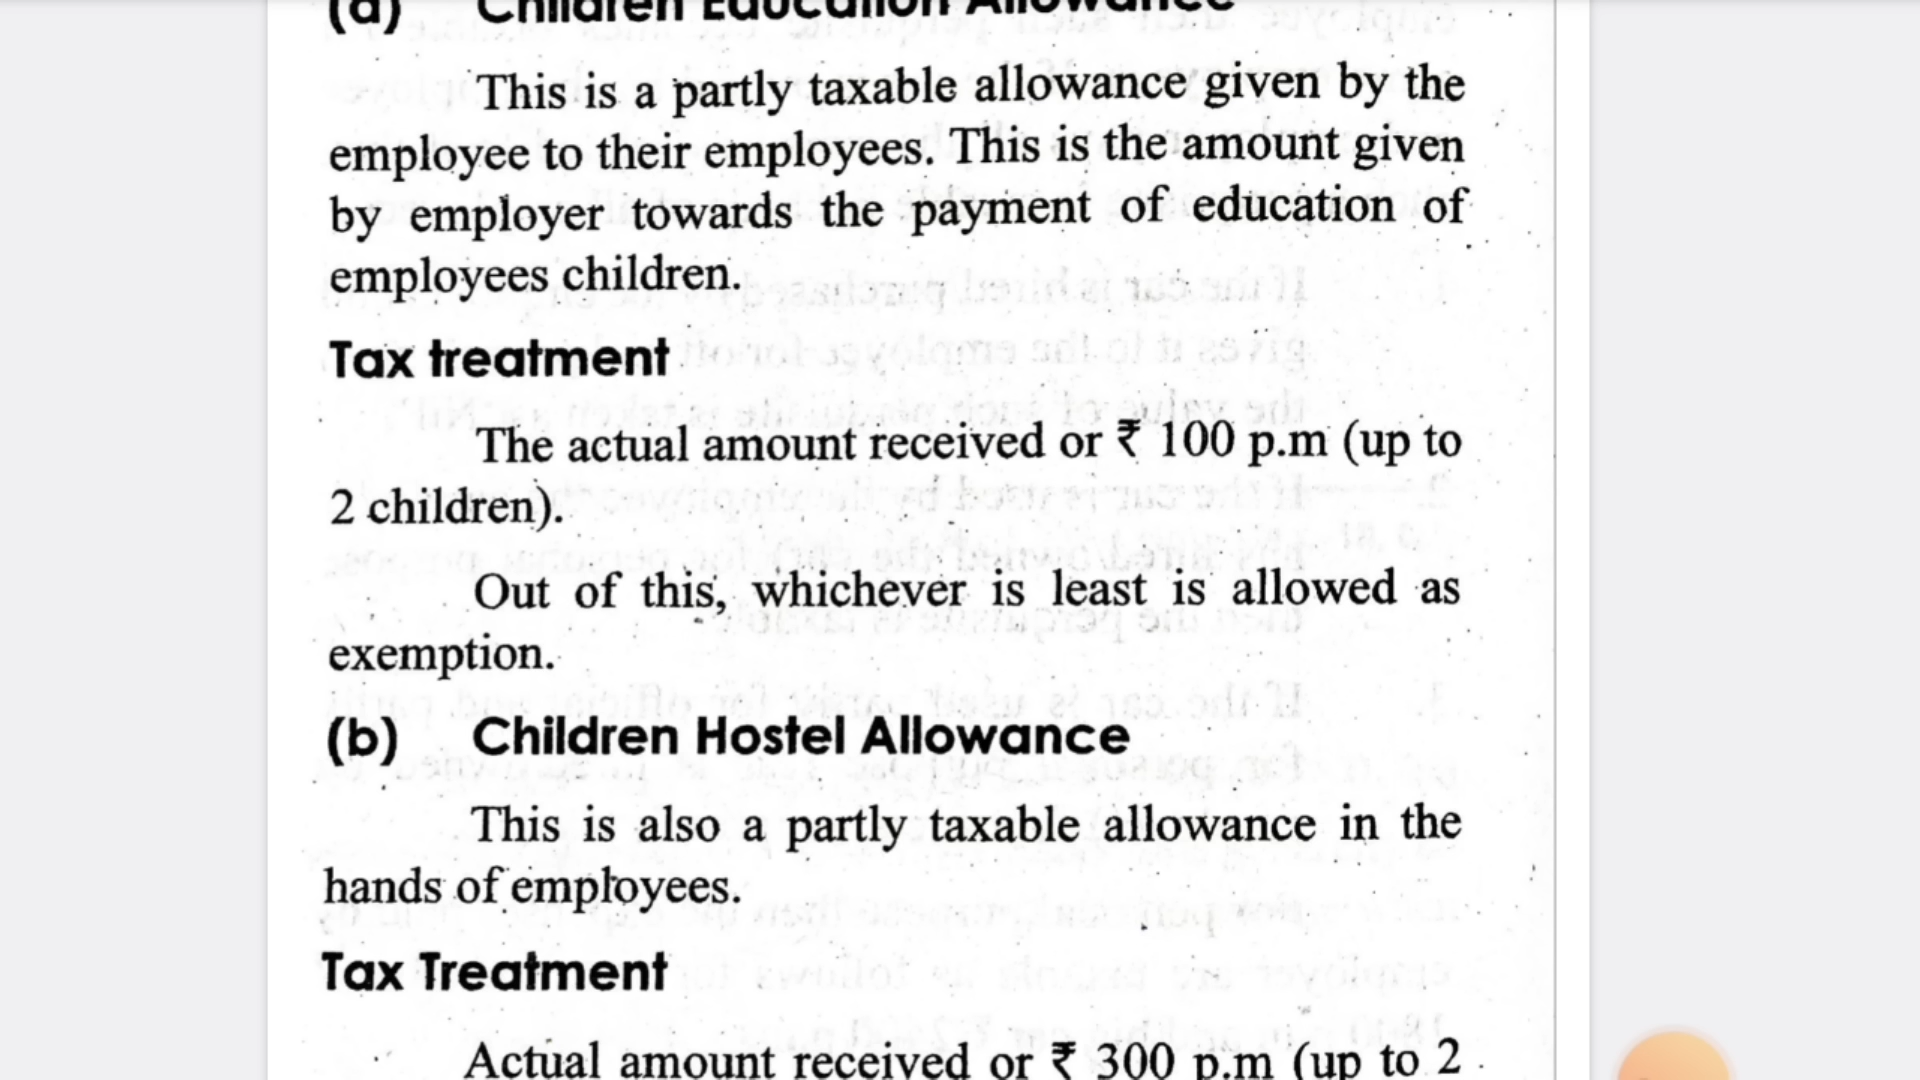 (a) Children Education Allowance
This is a partly taxable allowance given by the
employee to their employees. This is the amount given
by employer towards the payment of education of
employees children.
Tax treatment
The actual amount received or ₹ 100 p.m (up to
2 children).
Out of this, whichever is least is allowed as
exemption.
(b) Children Hostel Allowance
This is also a partly taxable allowance in the
hands of employees.
Tax Treatment
Actual amount received or ₹ 300 p.m (up to 2